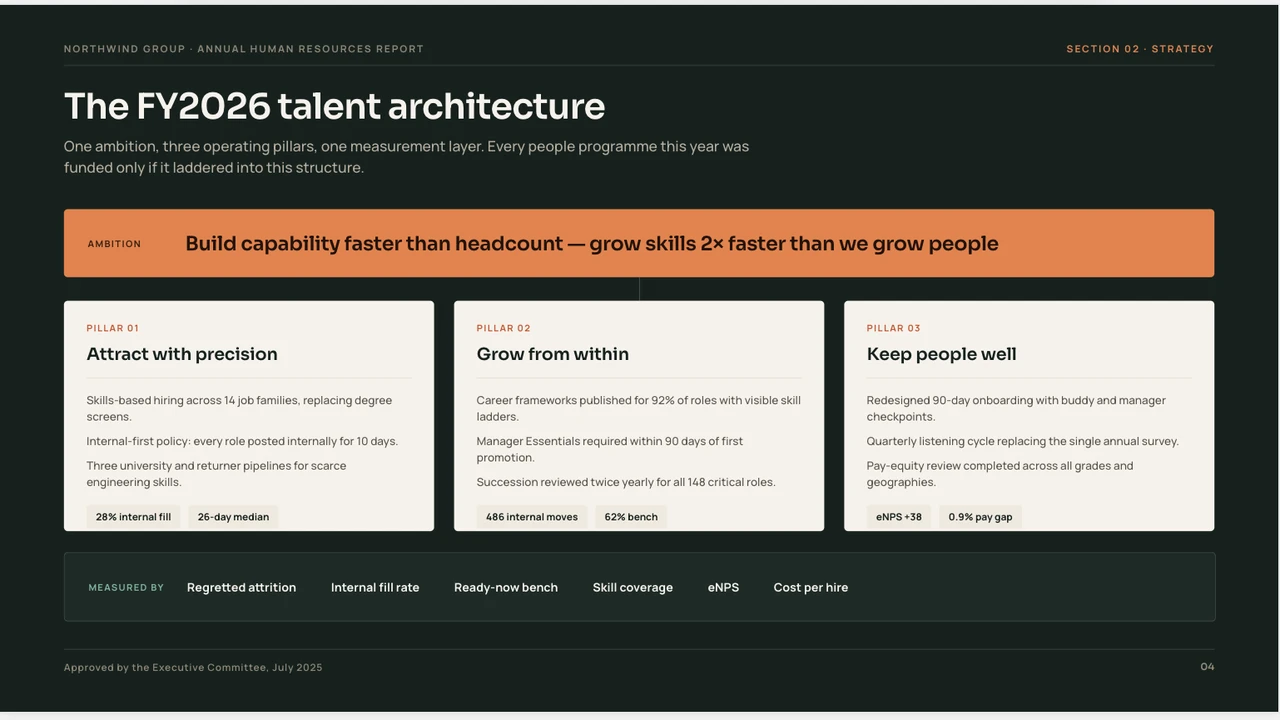 NORTHWIND GROUP · ANNUAL HUMAN RESOURCES REPORT
SECTION 02 · STRATEGY
The FY2026 talent architecture
One ambition, three operating pillars, one measurement layer. Every people programme this year was
funded only if it laddered into this structure.
AMBITION
Build capability faster than headcount — grow skills 2× faster than we grow people
PILLAR 01
Attract with precision
Skills-based hiring across 14 job families, replacing degree
screens.
Internal-first policy: every role posted internally for 10 days.
Three university and returner pipelines for scarce
engineering skills.
28% internal fill
26-day median
PILLAR 02
Grow from within
Career frameworks published for 92% of roles with visible skill
ladders.
Manager Essentials required within 90 days of first
promotion.
Succession reviewed twice yearly for all 148 critical roles.
486 internal moves
62% bench
PILLAR 03
Keep people well
Redesigned 90-day onboarding with buddy and manager
checkpoints.
Quarterly listening cycle replacing the single annual survey.
Pay-equity review completed across all grades and
geographies.
eNPS +38
0.9% pay gap
MEASURED BY
Regretted attrition
Internal fill rate
Ready-now bench
Skill coverage
eNPS
Cost per hire
Approved by the Executive Committee, July 2025
04